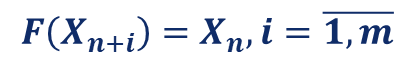 $F(X_{n+i}) = X_n, i = \overline{1, m}$